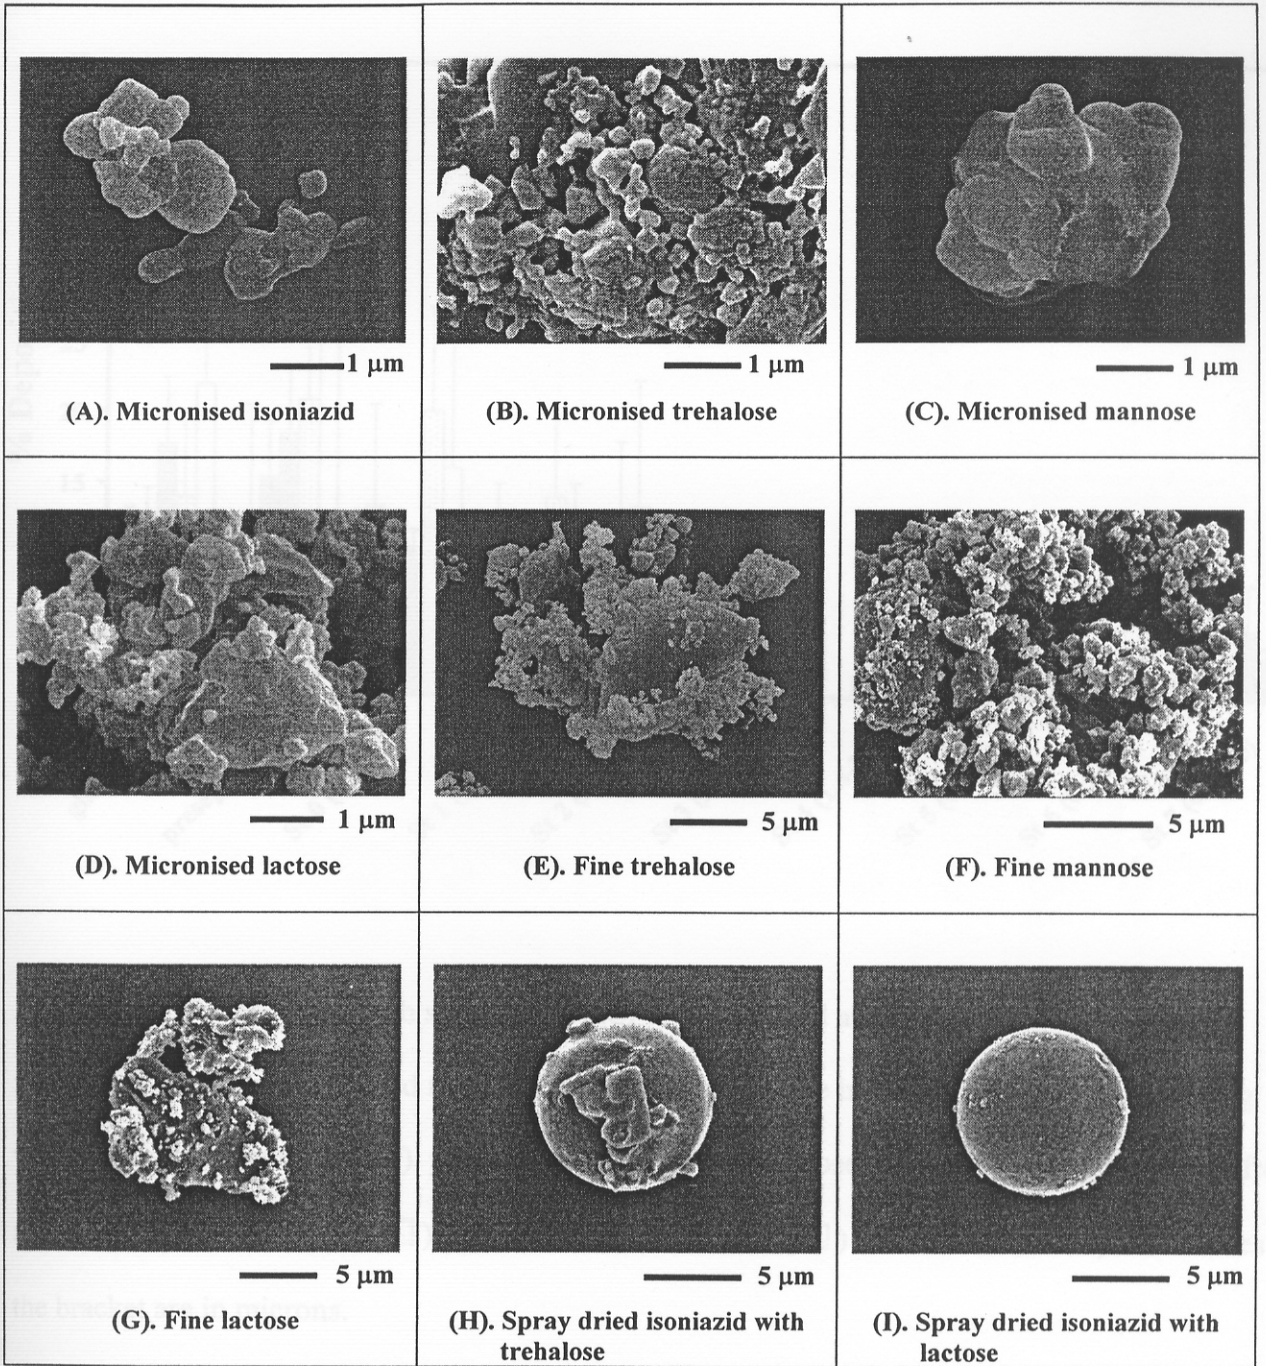 1 μm
1 μm
1 μm
(A). Micronised isoniazid
(B). Micronised trehalose
(C). Micronised mannose
15
1 μm
5 μm
5 μm
(D). Micronised lactose
(E). Fine trehalose
(F). Fine mannose
5 μm
5 μm
5 μm
(G). Fine lactose
(H). Spray dried isoniazid with
trehalose
(I). Spray dried isoniazid with
lactose